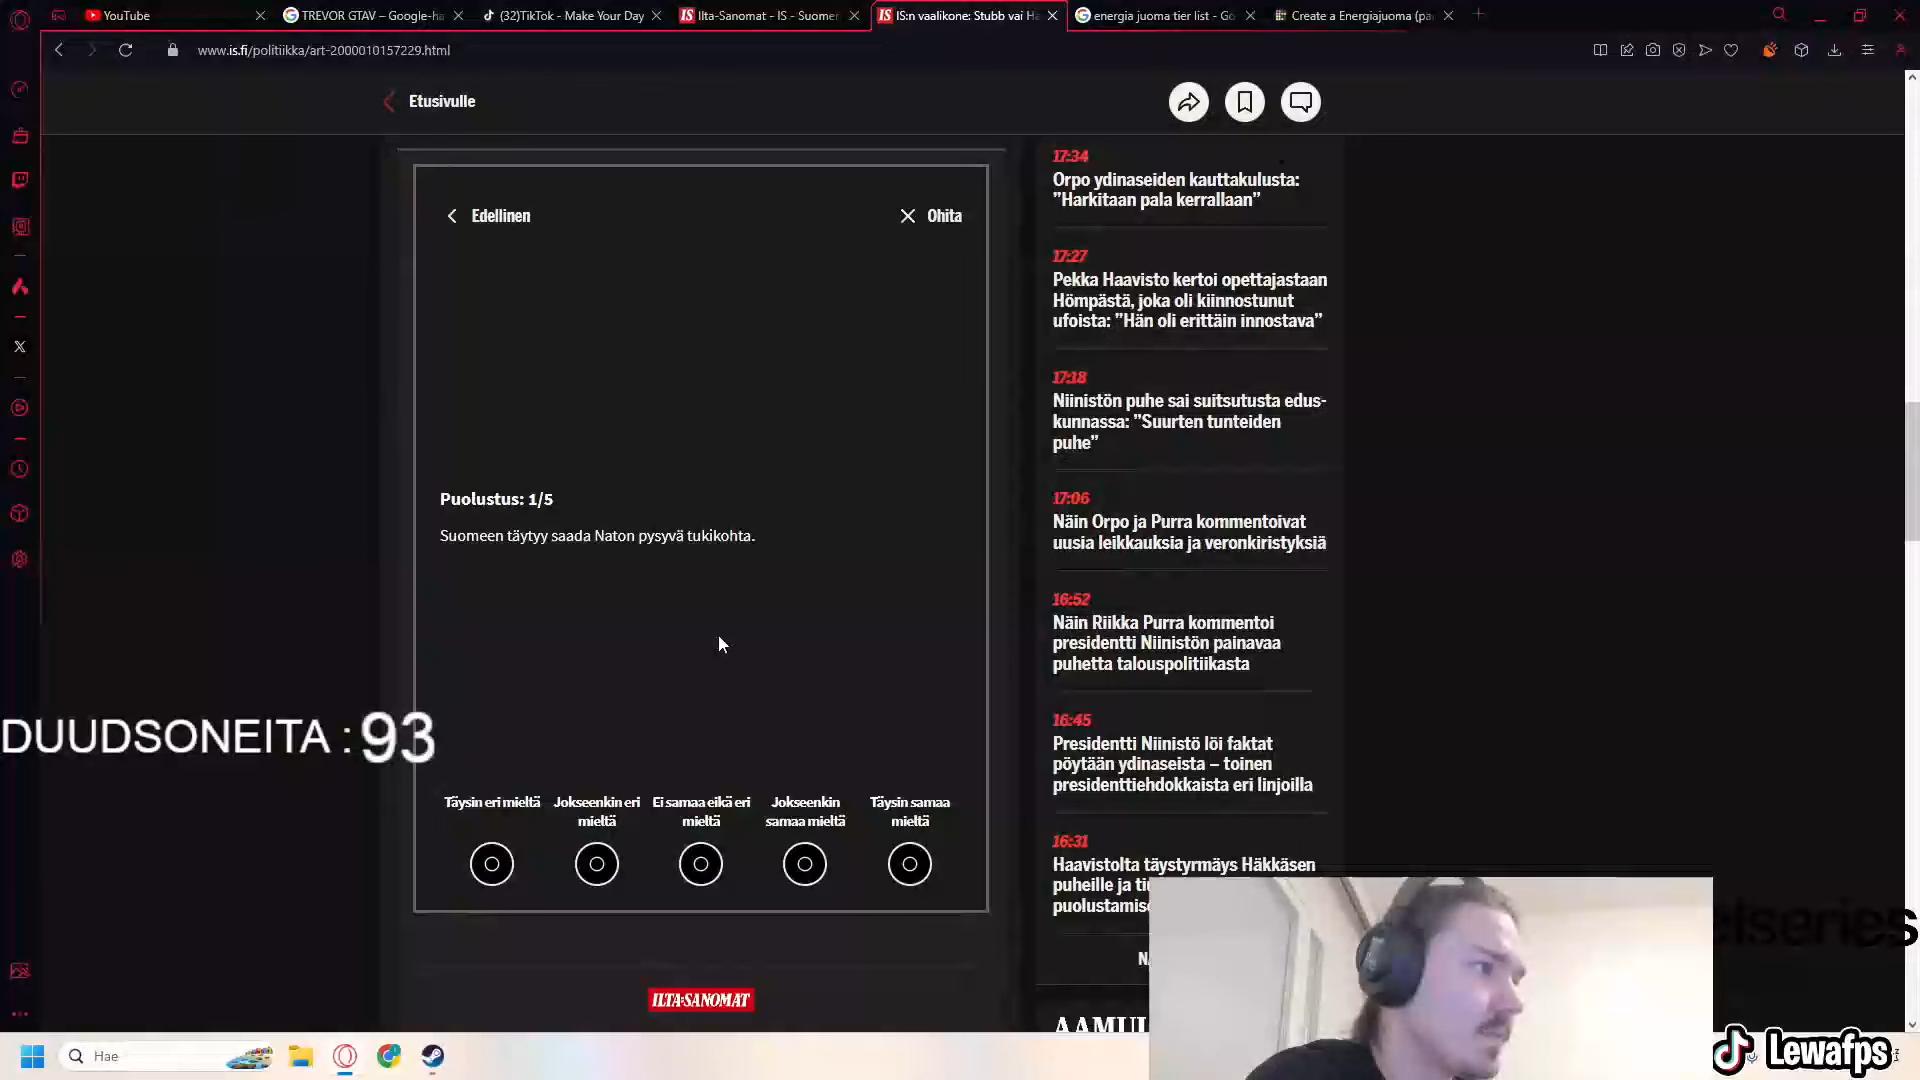 YouTube
TREVOR GTAV – Google-ha
(32)TikTok - Make Your Day
IS Ilta-Sanomat - IS - Suomen
IS IS:n vaalikone: Stubb vai Ha
energia juoma tier list - Go
Create a Energiajuoma (pa
www.is.fi/politiikka/art-2000010157229.html
Etusivulle
Edellinen
Ohita
Puolustus: 1/5
Suomeen täytyy saada Naton pysyvä tukikohta.
Täysin eri mieltä
Jokseenkin eri
mieltä
Ei samaa eikä eri
mieltä
Jokseenkin
samaa mieltä
Täysin samaa
mieltä
ILTA-SANOMAT
17:34
Orpo ydinaseiden kauttakulusta:
”Harkitaan pala kerrallaan”
17:27
Pekka Haavisto kertoi opettajastaan
Hömpästä, joka oli kiinnostunut
ufoista: ”Hän oli erittäin innostava”
17:18
Niinistön puhe sai suitsutusta edus-
kunnassa: ”Suurten tunteiden
puhe”
17:06
Näin Orpo ja Purra kommentoivat
uusia leikkauksia ja veronkiristyksiä
16:52
Näin Riikka Purra kommentoi
presidentti Niinistön painavaa
puhetta talouspolitiikasta
16:45
Presidentti Niinistö löi faktat
pöytään ydinaseista – toinen
presidenttiehdokkaista eri linjoilla
16:31
Haavistolta täystyrmäys Häkkäsen
puheille ja ti
puolustamis
AAMUL
DUUDSONEITA : 93
elseries
Hae
Lewafps